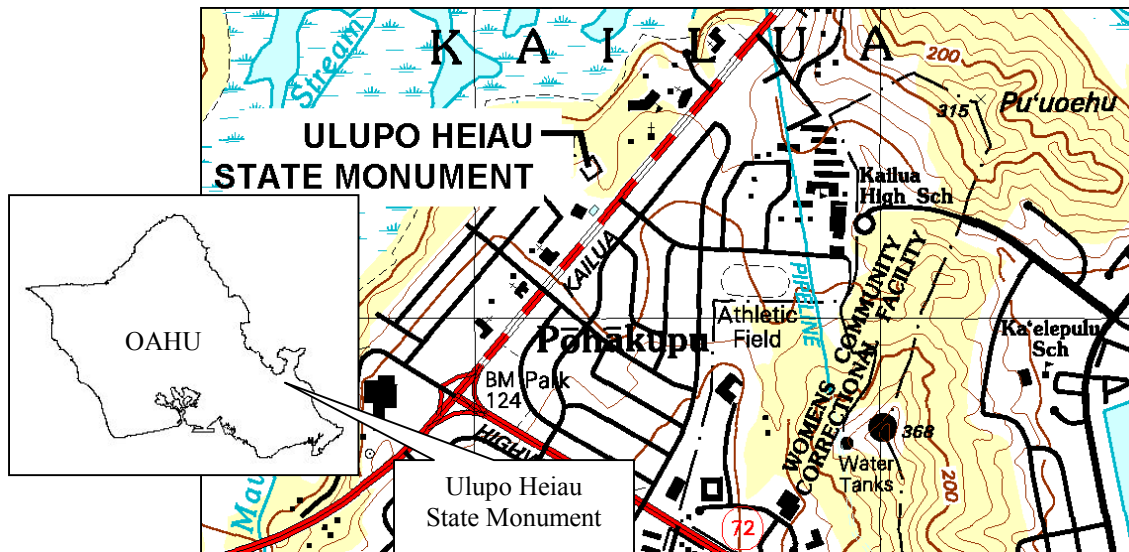 K A I L U A
Stream
200
315
Pu'uoehu
ULUPO HEIAU
STATE MONUMENT
Kailua
High Sch
KAILUA
PIPELINE
OAHU
Athletic
Field
Pōhākupu
WOMENS COMMUNITY
CORRECTIONAL FACILITY
Ka'elepulu
Sch
BM Park
124
368
Water
Tanks
200
Ulupo Heiau
State Monument
72